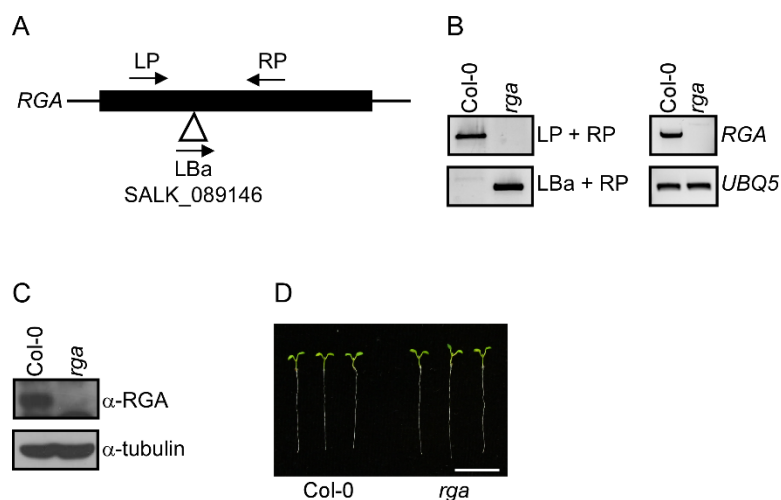 A
LP
RP
RGA
LBa
SALK_089146
B
Col-0
rga
LP + RP
LBa + RP
Col-0
rga
RGA
UBQ5
C
Col-0
rga
α-RGA
α-tubulin
D
Col-0
rga